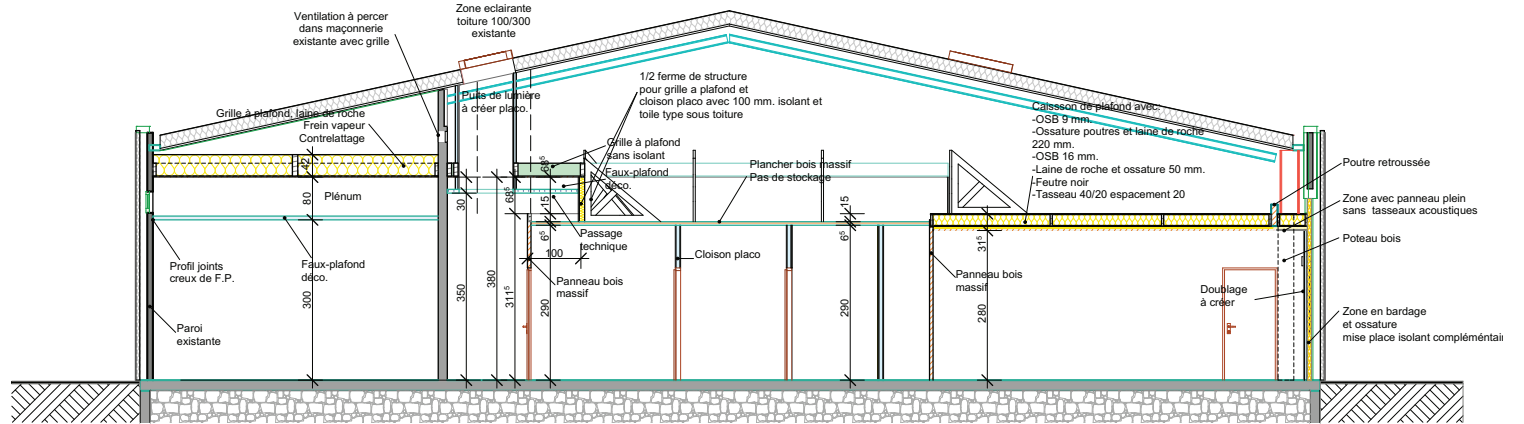 Ventilation à percer
dans maçonnerie
existante avec grille
Zone eclairante
toiture 100/300
existante
1/2 ferme de structure
pour grille a plafond et
cloison placo avec 100 mm. isolant et
toile type sous toiture
Puits de lumière
à créer placo.
Grille à plafond, laine de roche
Frein vapeur
Contrelattage
Grille à plafond
sans isolant
Faux-plafond
déco.
Plancher bois massif
Pas de stockage
Caissson de plafond avec:
-OSB 9 mm.
-Ossature poutres et laine de roche
220 mm.
-OSB 16 mm.
-Laine de roche et ossature 50 mm.
-Feutre noir
-Tasseau 40/20 espacement 20
Poutre retroussée
Zone avec panneau plein
sans tasseaux acoustiques
Poteau bois
Plénum
Passage
technique
Profil joints
creux de F.P.
Faux-plafond
déco.
Panneau bois
massif
Cloison placo
Panneau bois
massif
Doublage
à créer
Paroi
existante
Zone en bardage
et ossature
mise place isolant complémentai
42
80
300
30
350
380
68⁵
311⁵
68⁵
15
6⁵
290
100
15
6⁵
290
31⁵
280